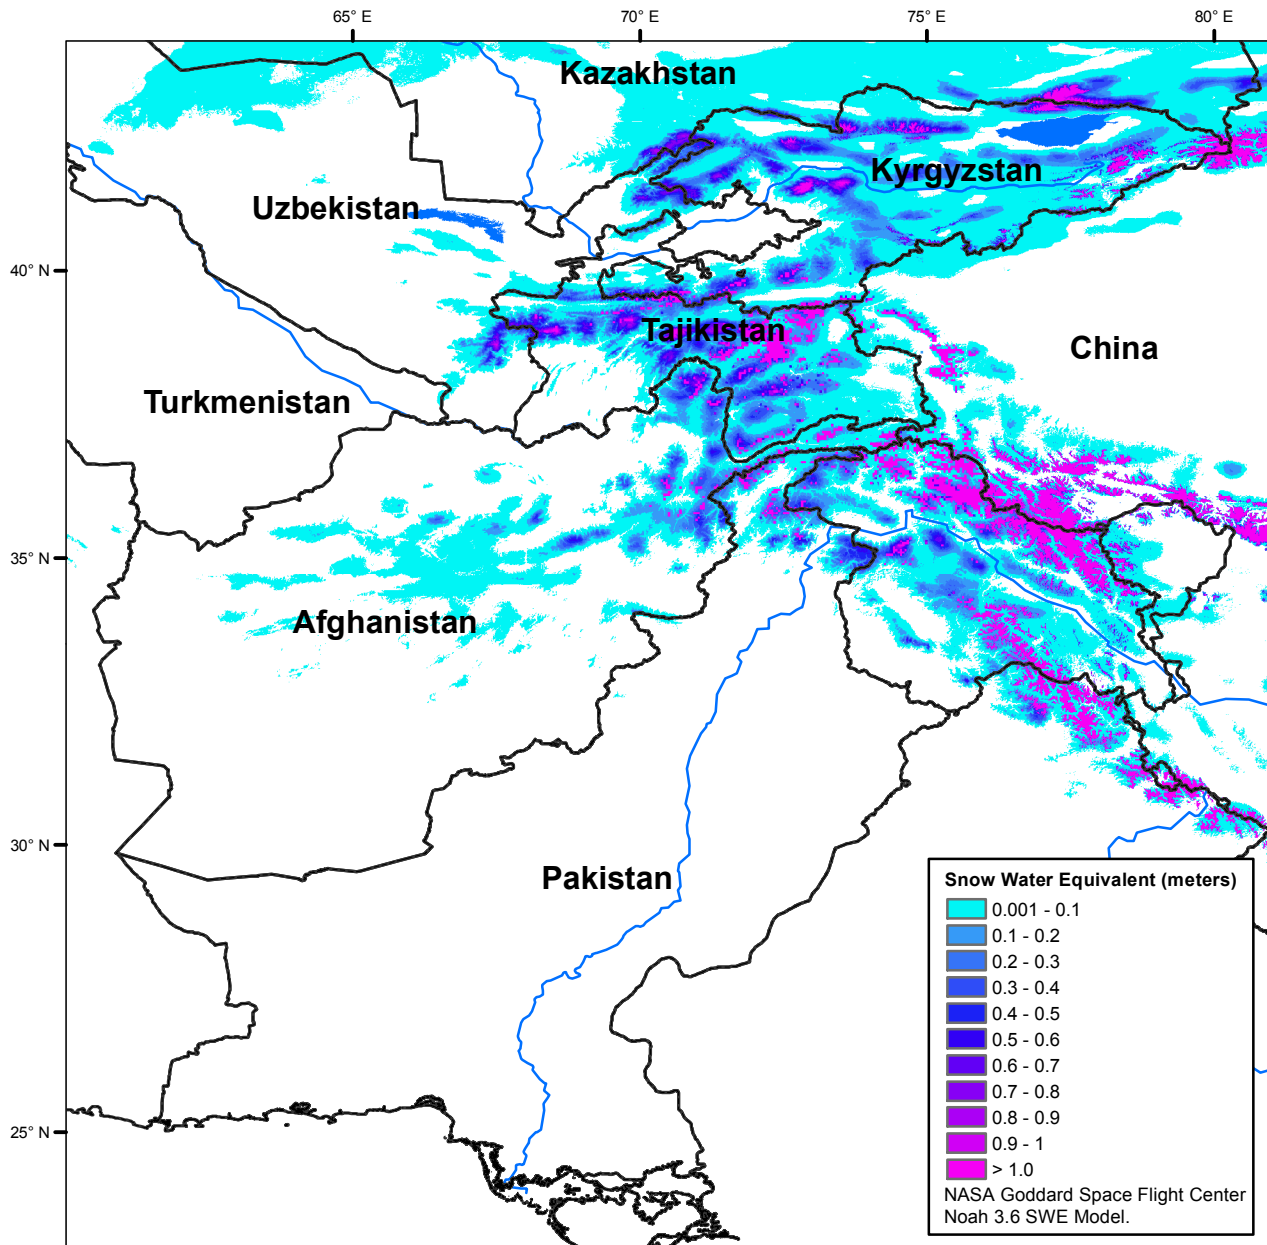 65° E
70° E
75° E
80° E
Kazakhstan
Kyrgyzstan
Uzbekistan
40° N
Tajikistan
China
Turkmenistan
35° N
Afghanistan
30° N
Pakistan
Snow Water Equivalent (meters)
0.001 - 0.1
0.1 - 0.2
0.2 - 0.3
0.3 - 0.4
0.4 - 0.5
0.5 - 0.6
0.6 - 0.7
0.7 - 0.8
0.8 - 0.9
0.9 - 1
> 1.0
NASA Goddard Space Flight Center
Noah 3.6 SWE Model.
25° N